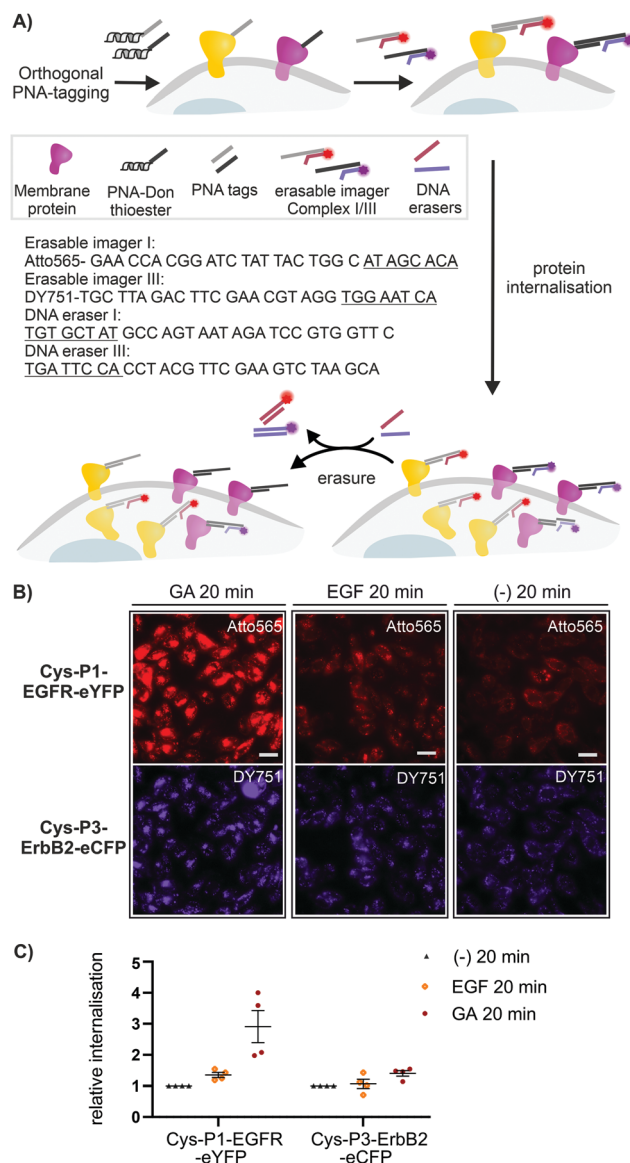 A)
Orthogonal
PNA-tagging
Membrane
protein
PNA-Don
thioester
PNA tags
erasable imager
Complex I/III
DNA
erasers
Erasable imager I:
Atto565- GAA CCA CGG ATC TAT TAC TGG C AT AGC ACA
Erasable imager III:
DY751-TGC TTA GAC TTC GAA CGT AGG TGG AAT CA
DNA eraser I:
TGT GCT AT GCC AGT AAT AGA TCC GTG GTT C
DNA eraser III:
TGA TTC CA CCT ACG TTC GAA GTC TAA GCA
protein
internalisation
erasure
B)
GA 20 min
EGF 20 min
(-) 20 min
Cys-P1-
EGFR-eYFP
Atto565
Atto565
Atto565
Cys-P3-
ErbB2-eCFP
DY751
DY751
DY751
C)
relative internalisation
5
4
3
2
1
0
Cys-P1-EGFR
-eYFP
Cys-P3-ErbB2
-eCFP
(-) 20 min
EGF 20 min
GA 20 min